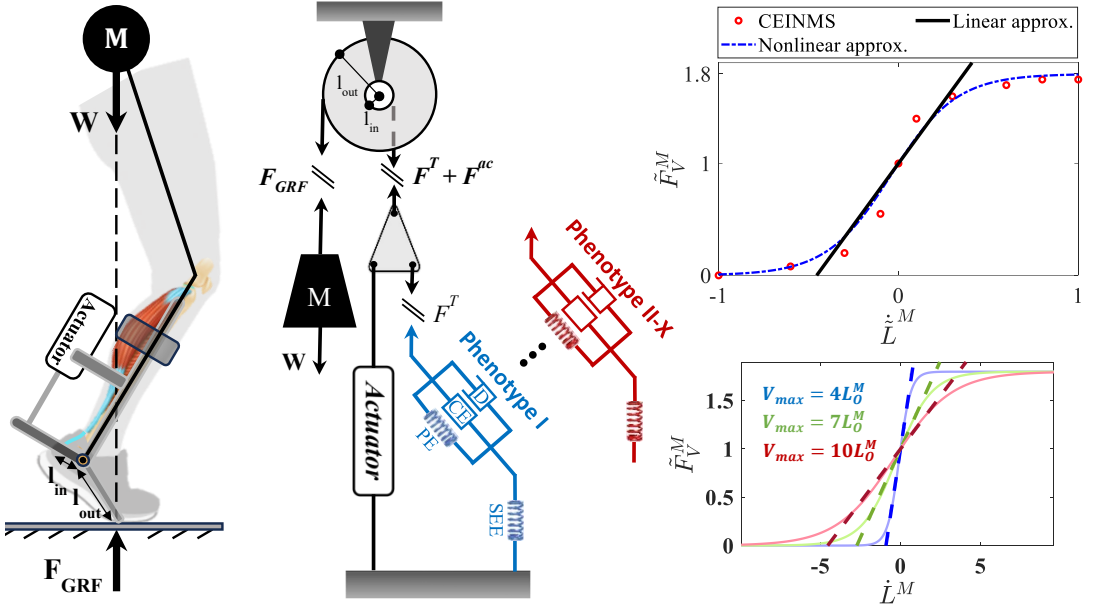 M
W
Actuator
l_in
l_out
F_GRF
l_out
l_in
F_GRF
F^T + F^ac
M
W
F^T
Actuator
Phenotype I
D
CE
PE
SEE
Phenotype II-X
CEINMS
Linear approx.
Nonlinear approx.
1.8
1
0
-1
0
1
F̃_V^M
L̇̃^M
V_max = 4L_O^M
V_max = 7L_O^M
V_max = 10L_O^M
1.5
1
0.5
0
-5
0
5
F̃_V^M
L̇^M